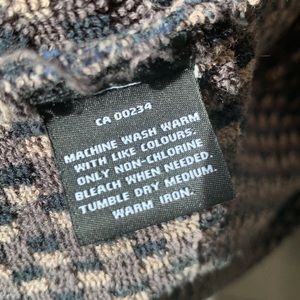 CA 00234
MACHINE WASH WARM
WITH LIKE COLOURS.
ONLY NON-CHLORINE
BLEACH WHEN NEEDED.
TUMBLE DRY MEDIUM.
WARM IRON.